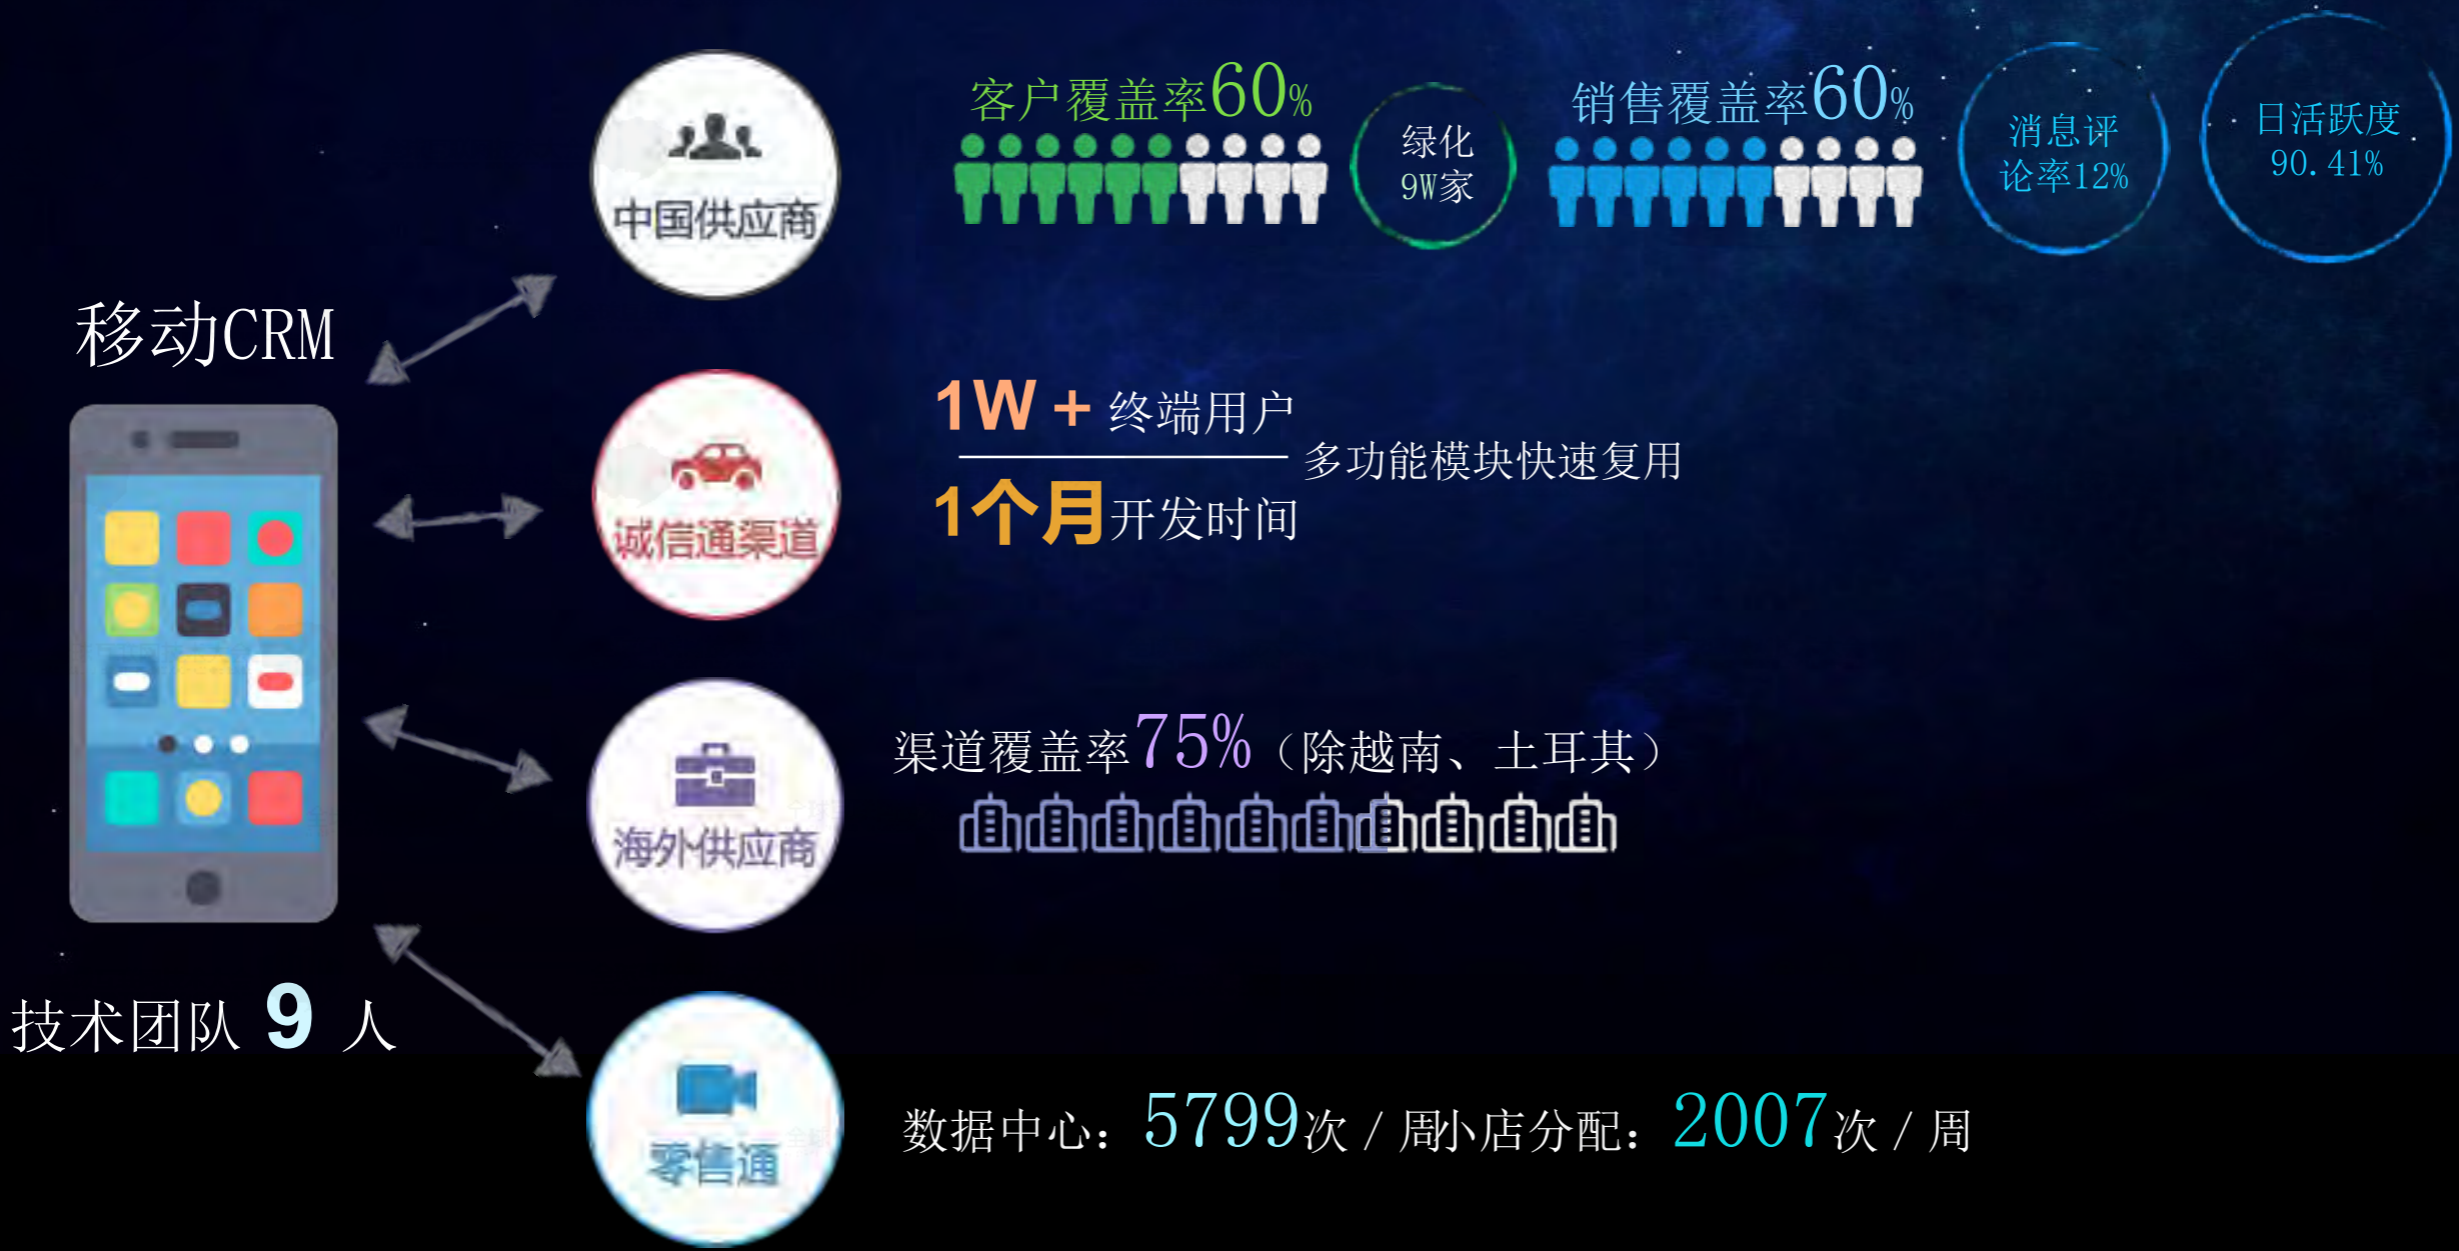 移动CRM
技术团队 9 人
中国供应商
客户覆盖率60%
绿化
9W家
销售覆盖率60%
消息评
论率12%
日活跃度
90.41%
诚信通渠道
1W + 终端用户
1个月开发时间
多功能模块快速复用
海外供应商
渠道覆盖率75%（除越南、土耳其）
零售通
数据中心：5799次 / 周
小店分配：2007次 / 周